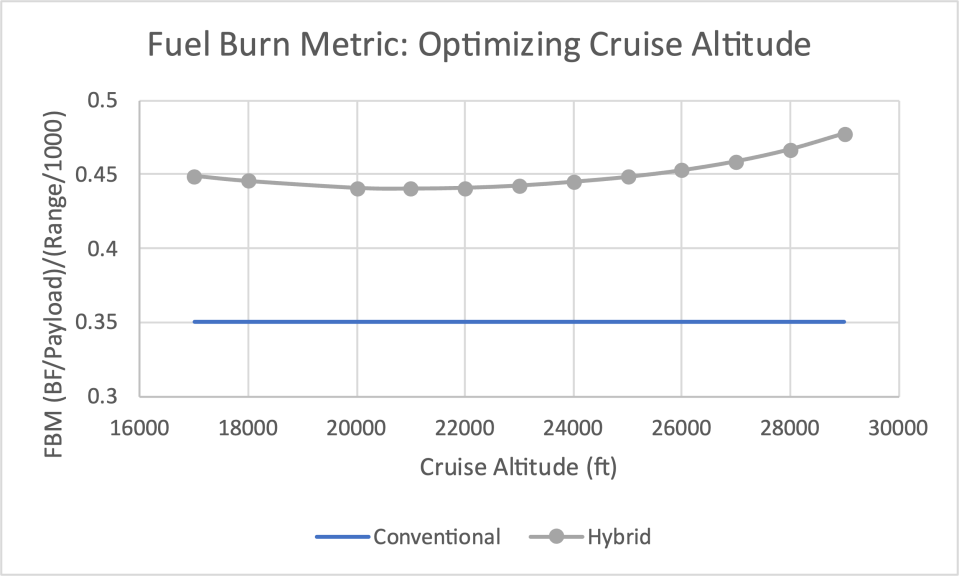 Fuel Burn Metric: Optimizing Cruise Altitude
FBM (BF/Payload)/(Range/1000)
0.5
0.45
0.4
0.35
0.3
16000 18000 20000 22000 24000 26000 28000 30000
Cruise Altitude (ft)
Conventional Hybrid